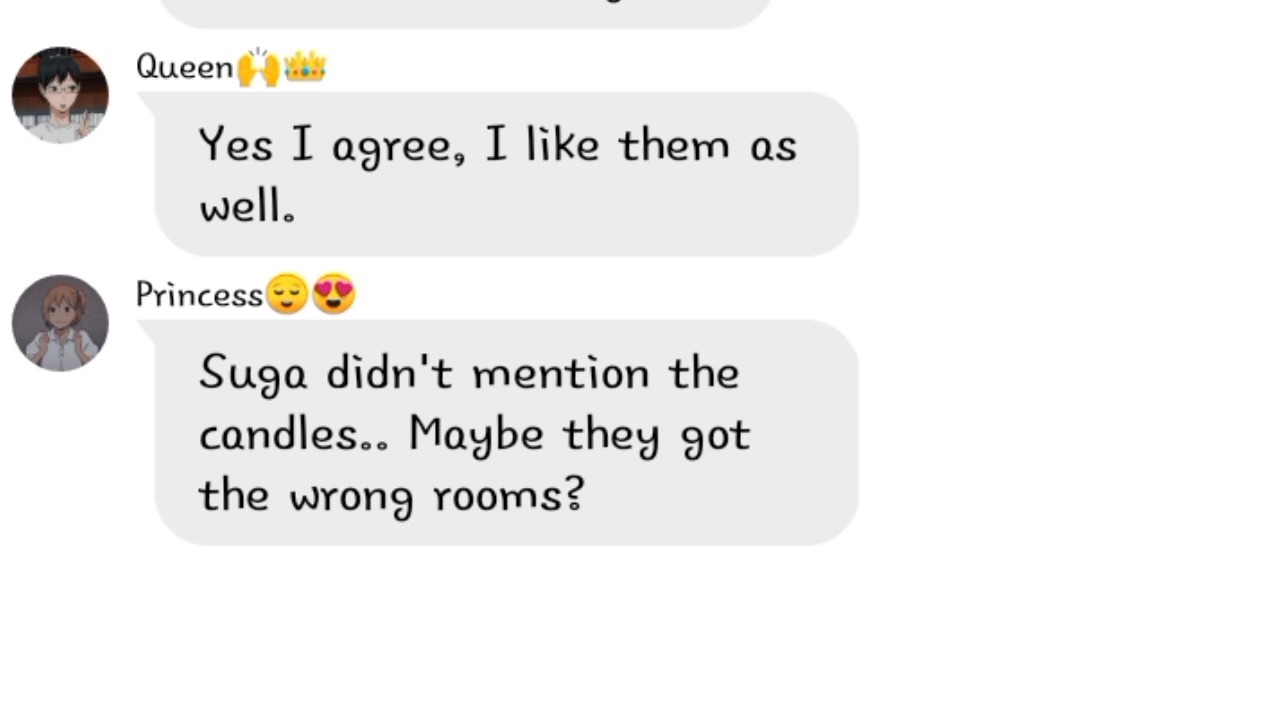 Queen🙌👑
Yes I agree, I like them as
well.
Princess😌😍
Suga didn't mention the
candles.. Maybe they got
the wrong rooms?